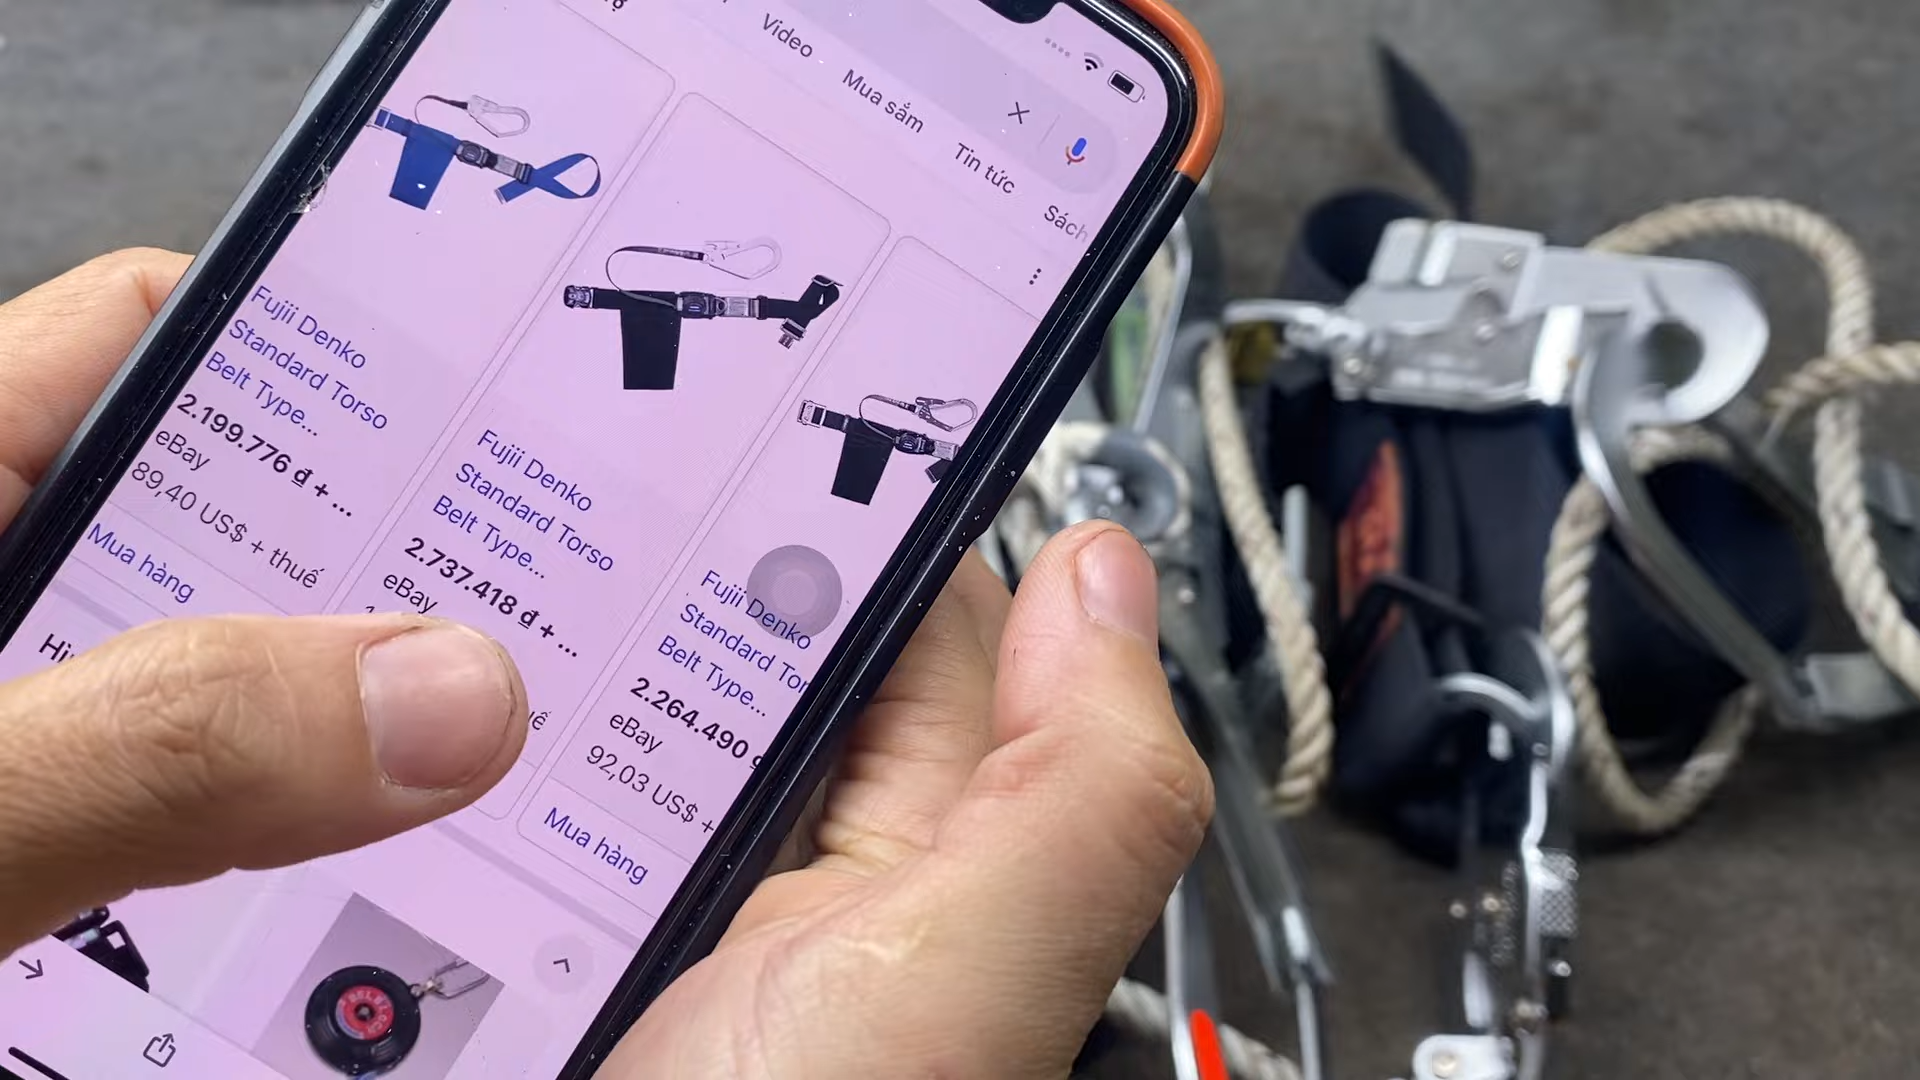 Video
Mua sắm
Tin tức
Sách
Fujii Denko
Standard Torso
Belt Type...
2.199.776 ₫ + ...
eBay
89,40 US$ + thuế
Mua hàng
Fujii Denko
Standard Torso
Belt Type...
2.737.418 ₫ + ...
eBay
Fujii Denko
Standard Tor
Belt Type...
2.264.490
eBay
92,03 US$ +
Mua hàng